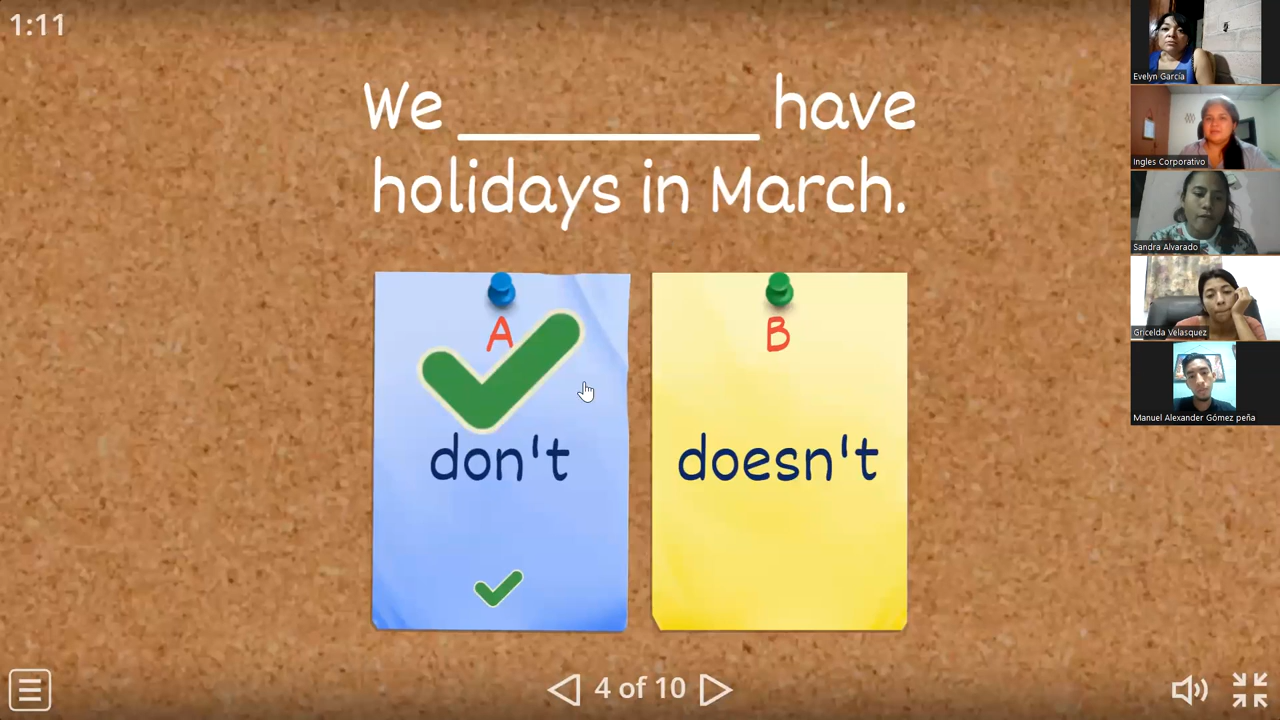 1:11
We __________ have
holidays in March.
A
don't
B
doesn't
4 of 10
Evelyn García
Ingles Corporativo
Sandra Alvarado
Gricelda Velasquez
Manuel Alexander Gómez peña